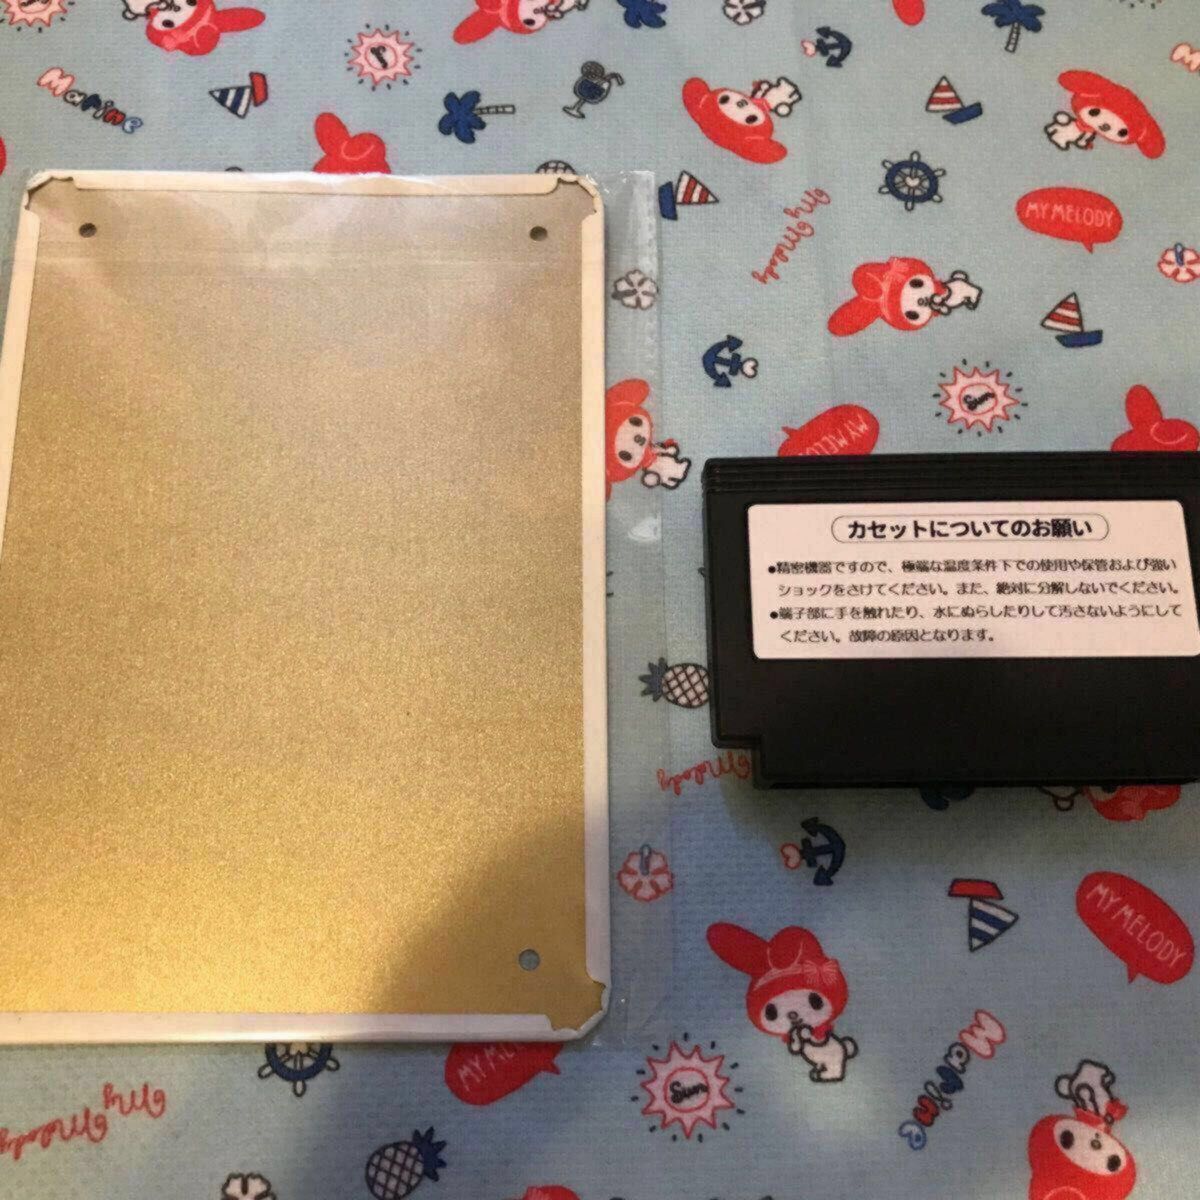 Marine
MY MELODY
My Melody
Sun
MY MELODY
カセットについてのお願い
●精密機器ですので、極端な温度条件下での使用や保管および強い
ショックをさけてください。また、絶対に分解しないでください。
●端子部に手を触れたり、水にぬらしたりして汚さないようにして
ください。故障の原因となります。
My Melody
MY MELODY
Marine
MY MELODY
Sun
My Melody